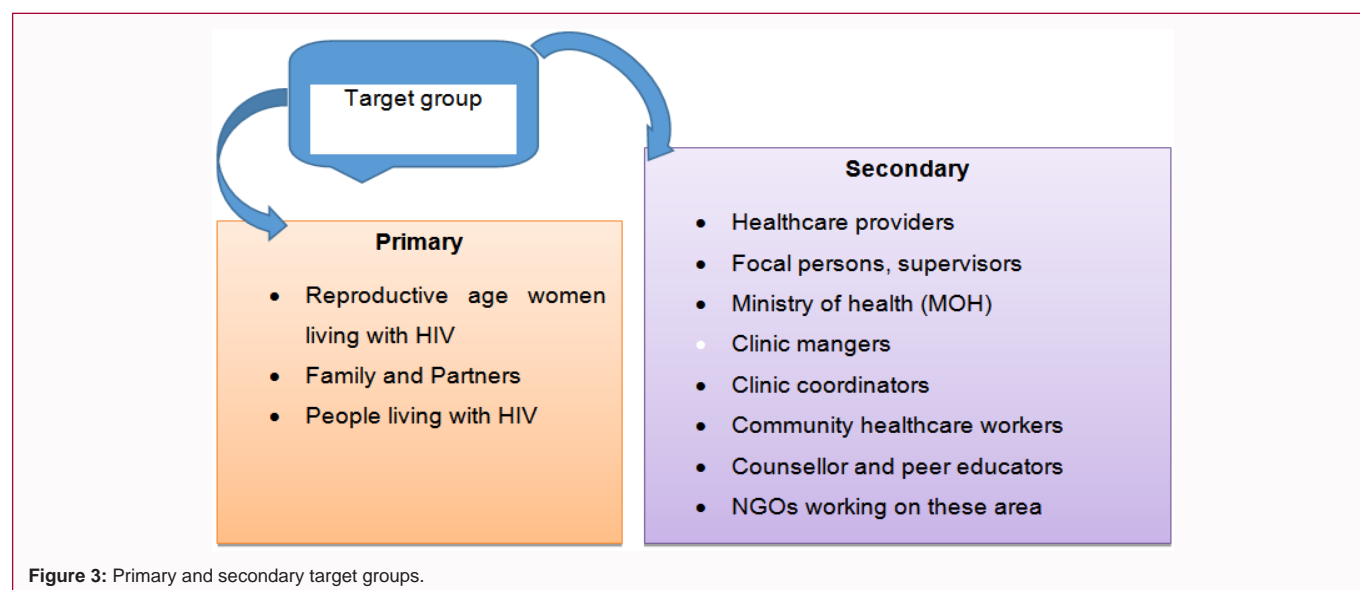 Target group
Primary
• Reproductive age women
living with HIV
• Family and Partners
• People living with HIV
Secondary
• Healthcare providers
• Focal persons, supervisors
• Ministry of health (MOH)
• Clinic mangers
• Clinic coordinators
• Community healthcare workers
• Counsellor and peer educators
• NGOs working on these area
Figure 3: Primary and secondary target groups.